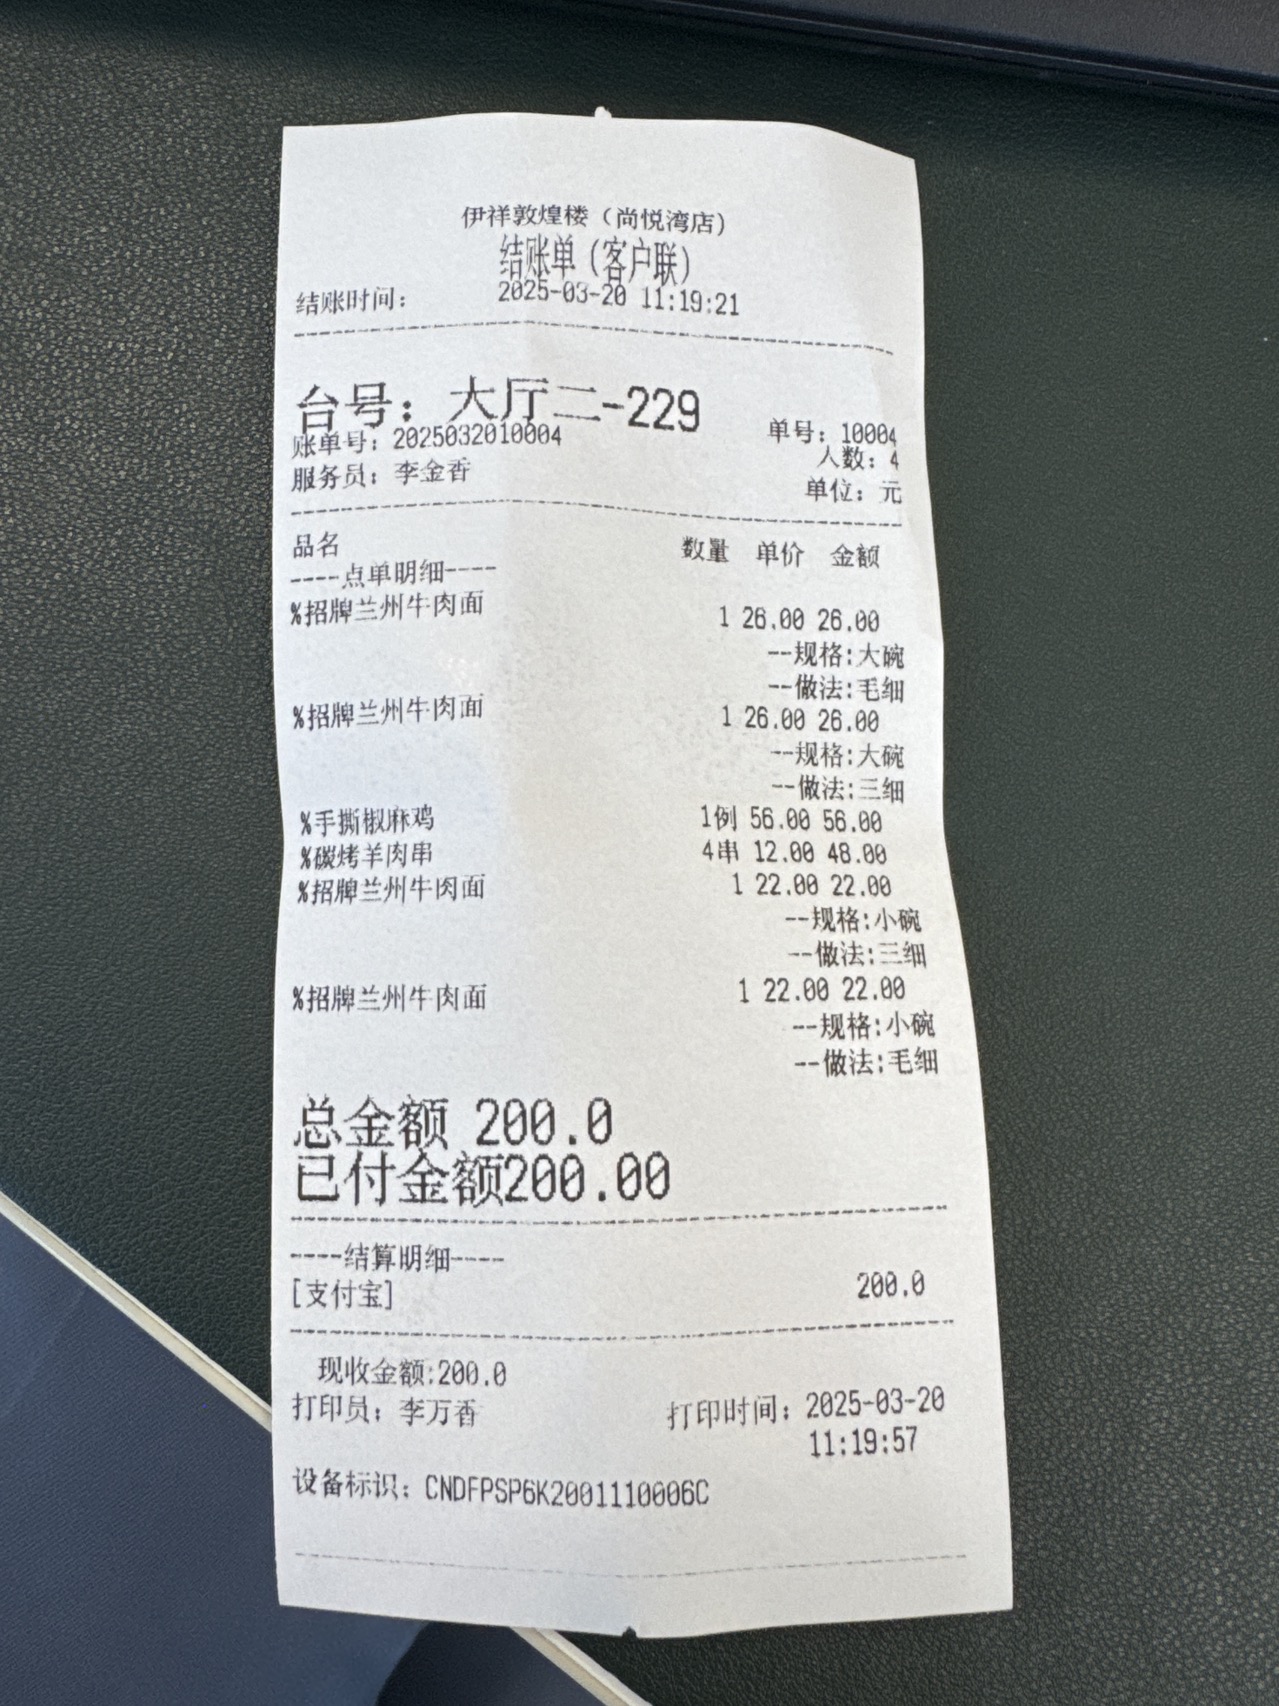 伊祥敦煌楼（尚悦湾店）
结账单（客户联）
结账时间： 2025-03-20 11:19:21
台号：大厅二-229
账单号：2025032010004 单号：10004
人数：4
服务员：李金香 单位：元
品名 数量 单价 金额
----点单明细----
%招牌兰州牛肉面 1 26.00 26.00
--规格:大碗
--做法:毛细
%招牌兰州牛肉面 1 26.00 26.00
--规格:大碗
--做法:三细
%手撕椒麻鸡 1例 56.00 56.00
%碳烤羊肉串 4串 12.00 48.00
%招牌兰州牛肉面 1 22.00 22.00
--规格:小碗
--做法:三细
%招牌兰州牛肉面 1 22.00 22.00
--规格:小碗
--做法:毛细
总金额 200.0
已付金额200.00
----结算明细----
[支付宝] 200.0
现收金额:200.0
打印员：李万香 打印时间：2025-03-20
11:19:57
设备标识：CNDFPSP6K2001110006C